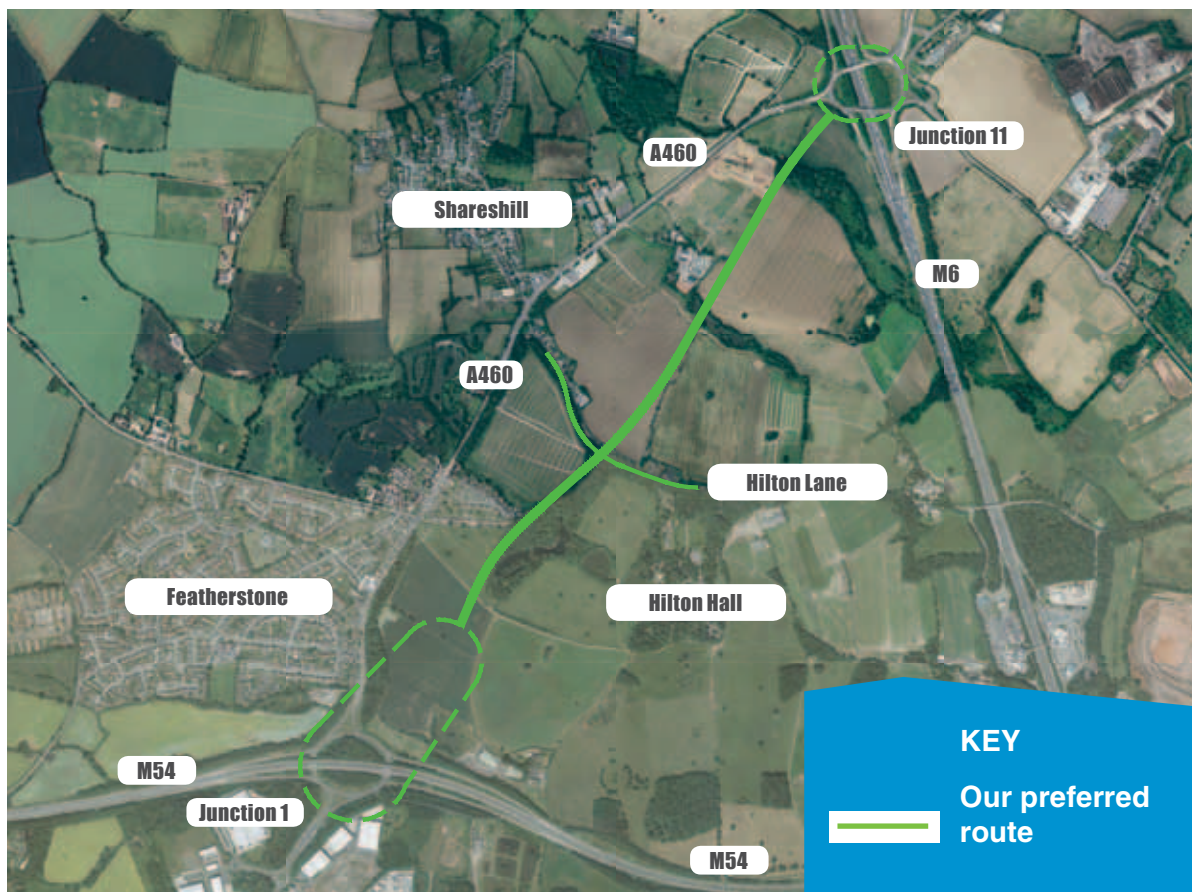 Junction 11
A460
Shareshill
M6
A460
Hilton Lane
Featherstone
Hilton Hall
M54
Junction 1
M54
KEY
Our preferred
route